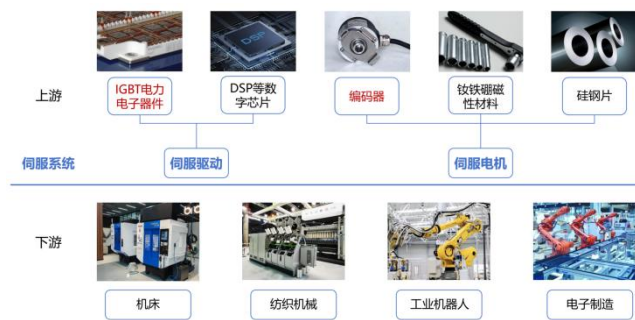 DSP
上游
IGBT电力
电子器件
DSP等数
字芯片
编码器
钕铁硼磁
性材料
硅钢片
伺服系统
伺服驱动
伺服电机
下游
机床
纺织机械
工业机器人
电子制造